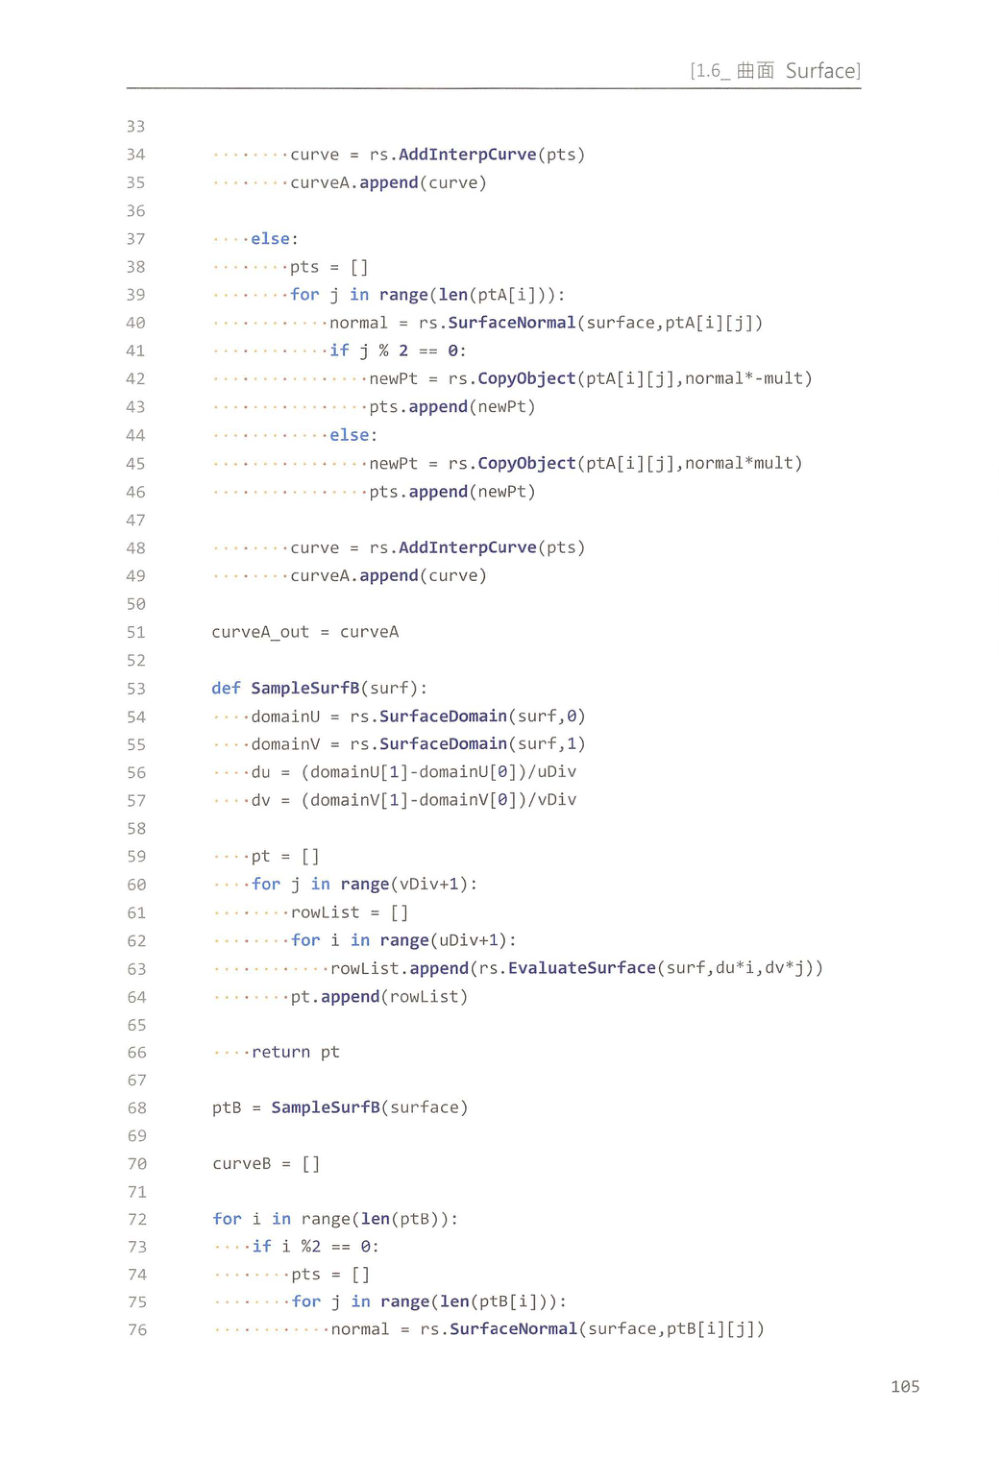 [1.6_ 曲面 Surface]
33
34 ········curve = rs.AddInterpCurve(pts)
35 ········curveA.append(curve)
36
37 ····else:
38 ········pts = []
39 ········for j in range(len(ptA[i])):
40 ············normal = rs.SurfaceNormal(surface,ptA[i][j])
41 ············if j % 2 == 0:
42 ················newPt = rs.CopyObject(ptA[i][j],normal*-mult)
43 ················pts.append(newPt)
44 ············else:
45 ················newPt = rs.CopyObject(ptA[i][j],normal*mult)
46 ················pts.append(newPt)
47
48 ········curve = rs.AddInterpCurve(pts)
49 ········curveA.append(curve)
50
51 curveA_out = curveA
52
53 def SampleSurfB(surf):
54 ····domainU = rs.SurfaceDomain(surf,0)
55 ····domainV = rs.SurfaceDomain(surf,1)
56 ····du = (domainU[1]-domainU[0])/uDiv
57 ····dv = (domainV[1]-domainV[0])/vDiv
58
59 ····pt = []
60 ····for j in range(vDiv+1):
61 ········rowList = []
62 ········for i in range(uDiv+1):
63 ············rowList.append(rs.EvaluateSurface(surf,du*i,dv*j))
64 ········pt.append(rowList)
65
66 ····return pt
67
68 ptB = SampleSurfB(surface)
69
70 curveB = []
71
72 for i in range(len(ptB)):
73 ····if i %2 == 0:
74 ········pts = []
75 ········for j in range(len(ptB[i])):
76 ············normal = rs.SurfaceNormal(surface,ptB[i][j])
105